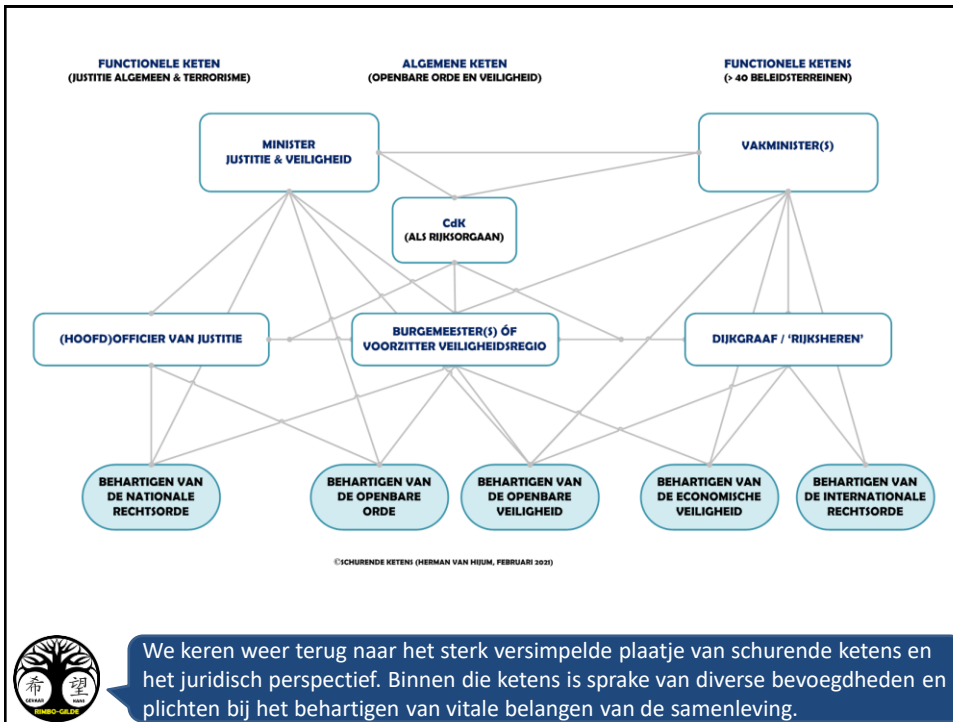 FUNCTIONELE KETEN
(JUSTITIE ALGEMEEN & TERRORISME)
ALGEMENE KETEN
(OPENBARE ORDE EN VEILIGHEID)
FUNCTIONELE KETENS
(> 40 BELEIDSTERREINEN)
MINISTER
JUSTITIE & VEILIGHEID
VAKMINISTER(S)
CdK
(ALS RIJKSORGAAN)
(HOOFD)OFFICIER VAN JUSTITIE
BURGEMEESTER(S) ÓF
VOORZITTER VEILIGHEIDSREGIO
DIJKGRAAF / ‘RIJKSHEREN’
BEHARTIGEN VAN
DE NATIONALE
RECHTSORDE
BEHARTIGEN VAN
DE OPENBARE
ORDE
BEHARTIGEN VAN
DE OPENBARE
VEILIGHEID
BEHARTIGEN VAN
DE ECONOMISCHE
VEILIGHEID
BEHARTIGEN VAN
DE INTERNATIONALE
RECHTSORDE
©SCHURENDE KETENS (HERMAN VAN HIJUM, FEBRUARI 2021)
希 望
GEVAAR KANS
RIMBO-GILDE
We keren weer terug naar het sterk versimpelde plaatje van schurende ketens en
het juridisch perspectief. Binnen die ketens is sprake van diverse bevoegdheden en
plichten bij het behartigen van vitale belangen van de samenleving.